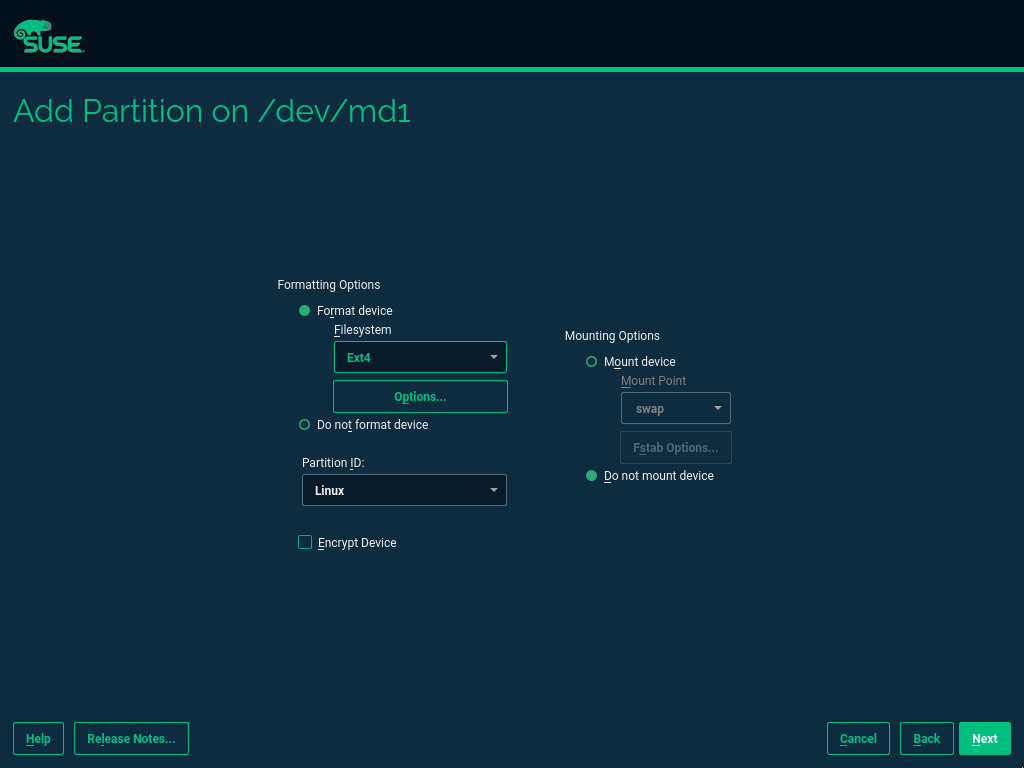 SUSE
Add Partition on /dev/md1
Formatting Options
Format device
Filesystem
Ext4
Options...
Do not format device
Partition ID:
Linux
Encrypt Device
Mounting Options
Mount device
Mount Point
swap
Fstab Options...
Do not mount device
Help
Release Notes...
Cancel
Back
Next